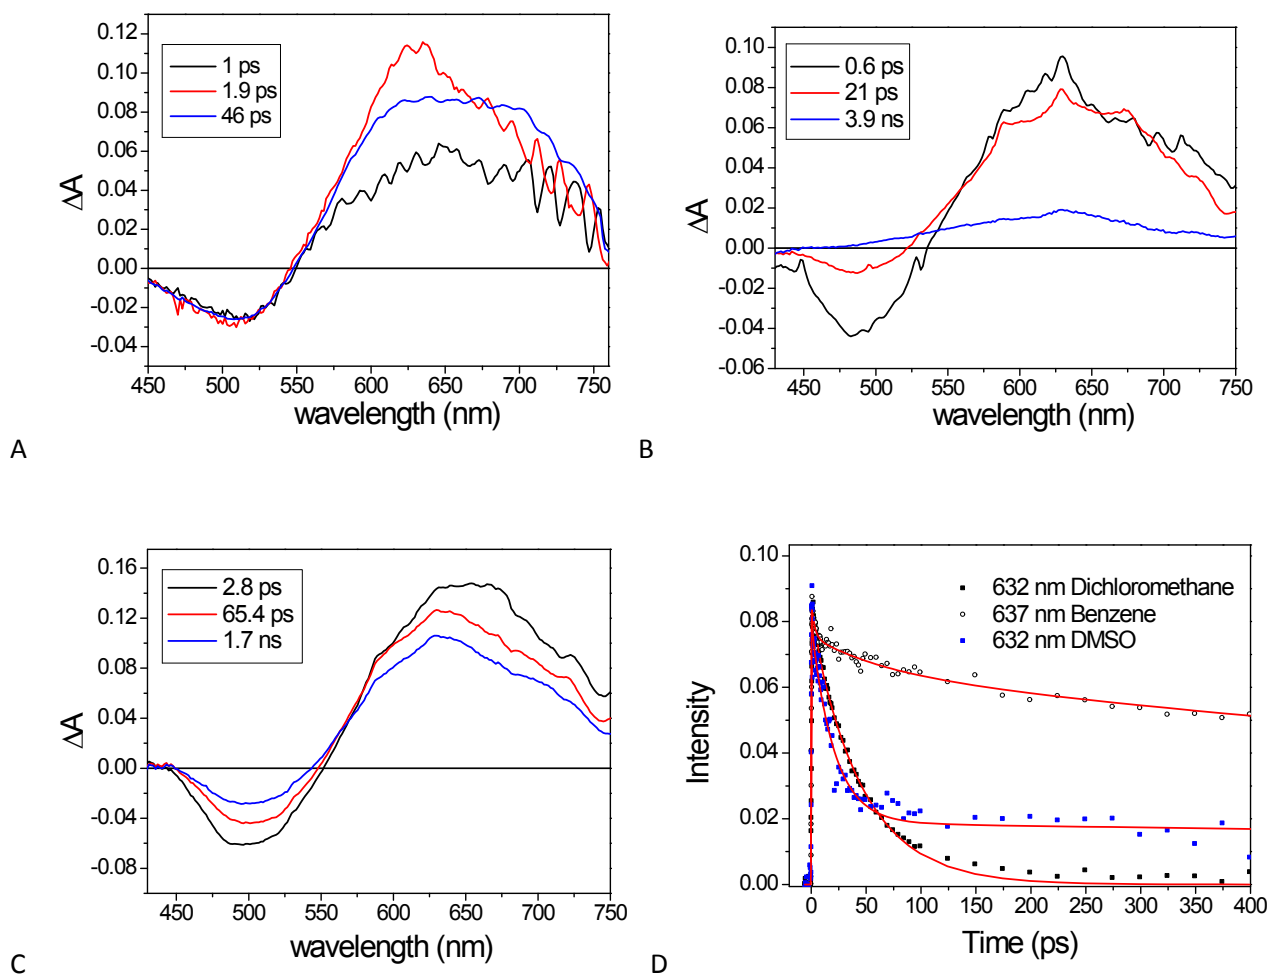 0.12
0.10
0.08
0.06
0.04
0.02
0.00
-0.02
-0.04
ΔA
1 ps
1.9 ps
46 ps
450 500 550 600 650 700 750
wavelength (nm)
A
0.10
0.08
0.06
0.04
0.02
0.00
-0.02
-0.04
-0.06
ΔA
0.6 ps
21 ps
3.9 ns
450 500 550 600 650 700 750
wavelength (nm)
B
0.16
0.12
0.08
0.04
0.00
-0.04
-0.08
ΔA
2.8 ps
65.4 ps
1.7 ns
450 500 550 600 650 700 750
wavelength (nm)
C
0.10
0.08
0.06
0.04
0.02
0.00
Intensity
632 nm Dichloromethane
637 nm Benzene
632 nm DMSO
0 50 100 150 200 250 300 350 400
Time (ps)
D